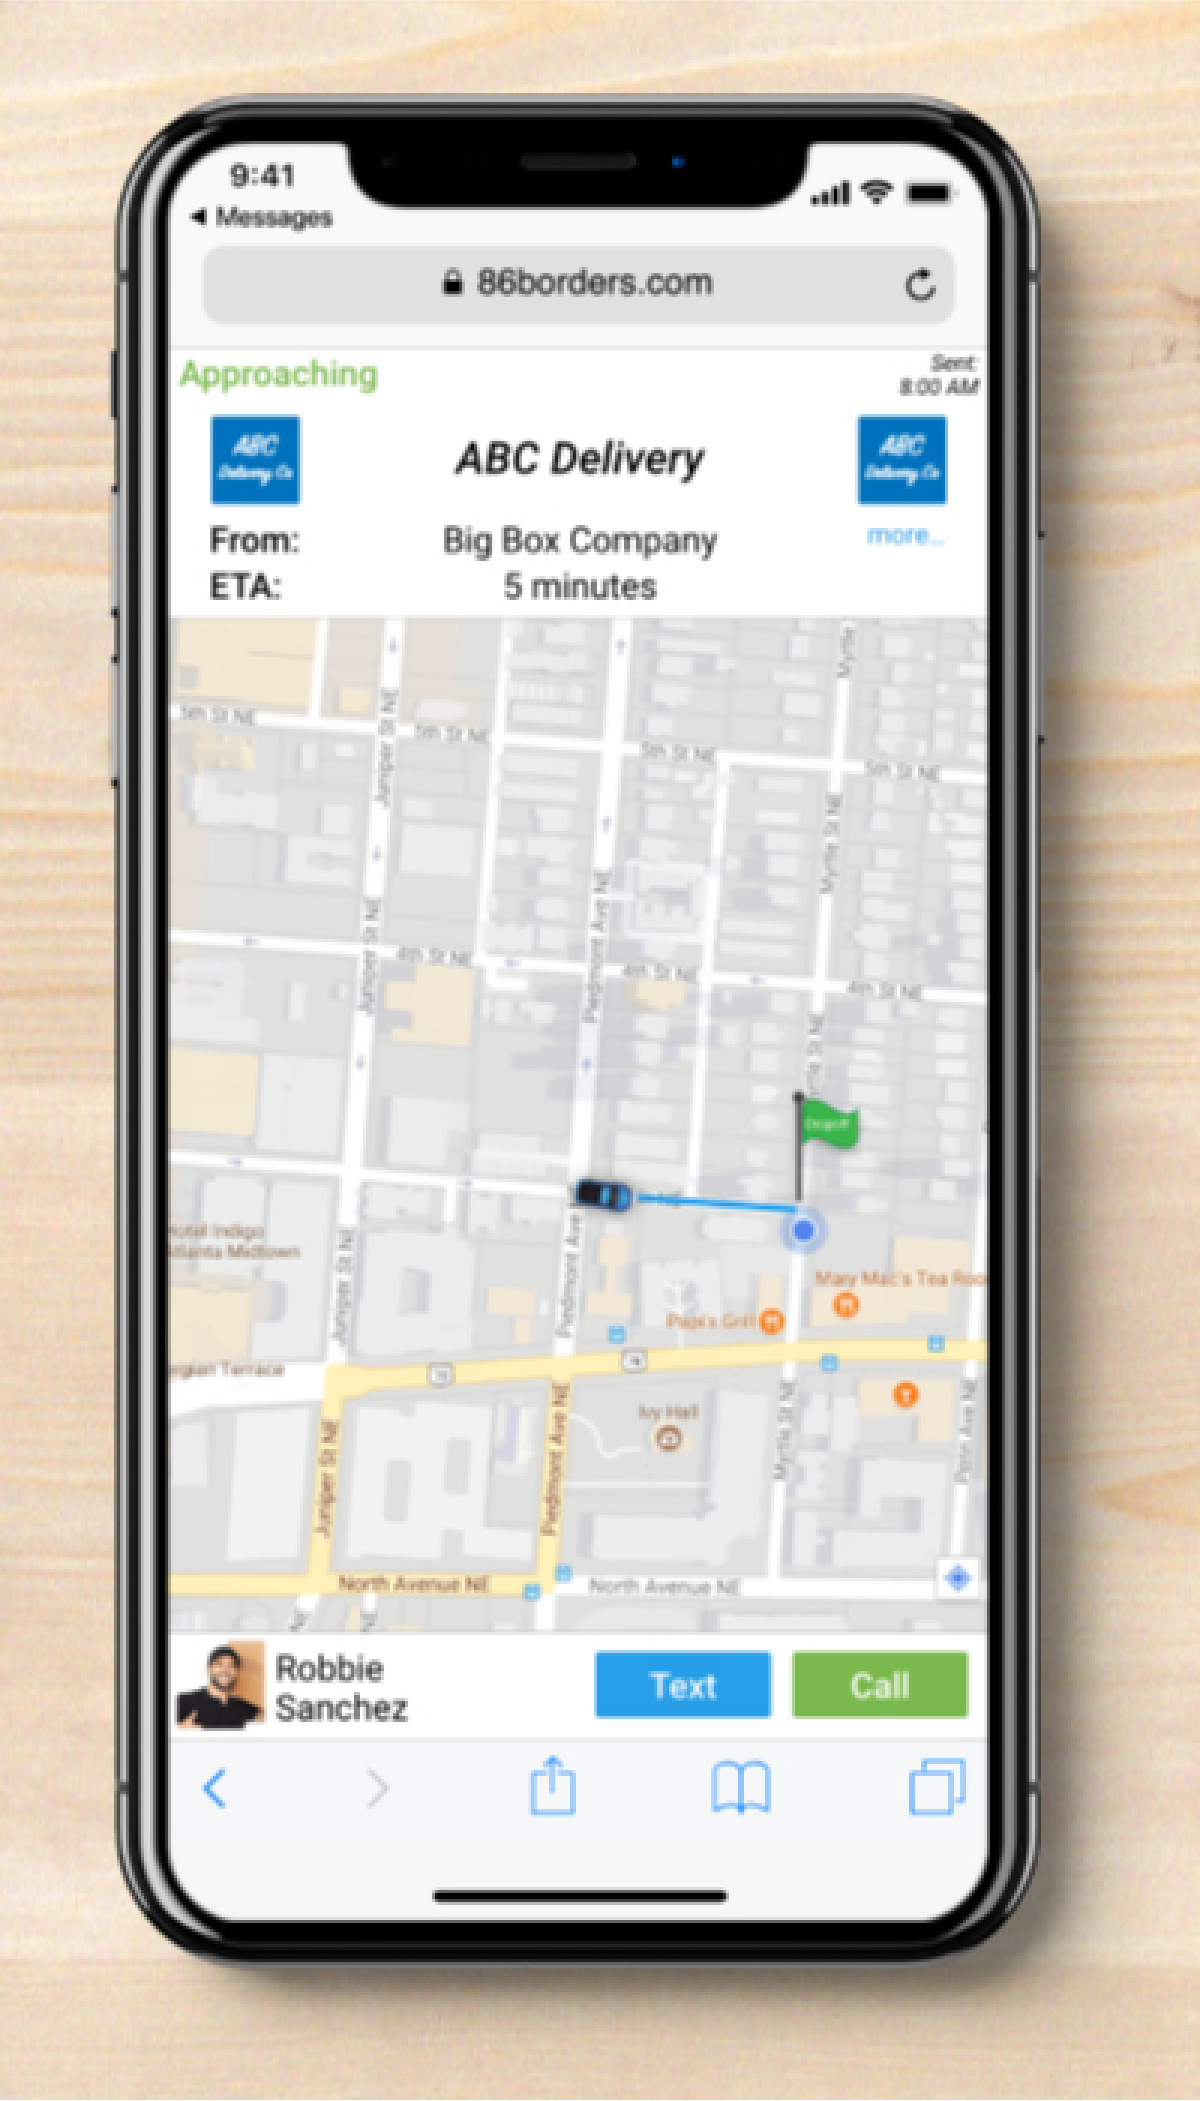 9:41
Messages
86borders.com
Approaching
Sent:
8:00 AM
ABC
Delivery Co
ABC Delivery
ABC
Delivery Co
From:
Big Box Company
more...
ETA:
5 minutes
Myrtle
5th St NE
Juniper St NE
5th St NE
5th St NE
5th St NE
Myrtle St NE
Juniper St NE
4th St NE
Piedmont Ave NE
4th St NE
4th St NE
Dropoff
NE
Hotel Indigo
Atlanta Midtown
Juniper St NE
Piedmont Ave
Mary Mac's Tea Roo
Papi's Grill
Ivy Hall
Juniper St NE
Piedmont Ave NE
Myrtle St NE
Penn Ave NE
North Avenue NE
North Avenue NE
NE
NE
Robbie
Sanchez
Text
Call